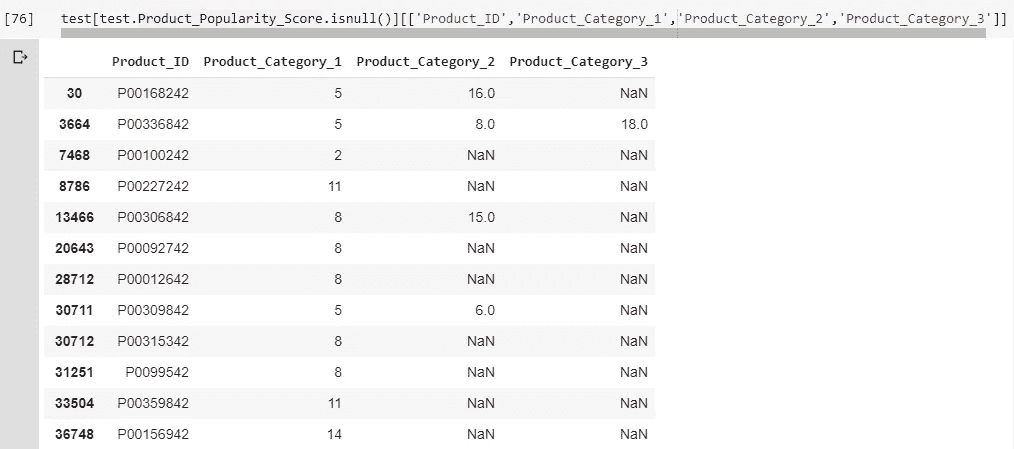 [76] test[test.Product_Popularity_Score.isnull()][['Product_ID','Product_Category_1','Product_Category_2','Product_Category_3']]
Product_ID Product_Category_1 Product_Category_2 Product_Category_3
30 P00168242 5 16.0 NaN
3664 P00336842 5 8.0 18.0
7468 P00100242 2 NaN NaN
8786 P00227242 11 NaN NaN
13466 P00306842 8 15.0 NaN
20643 P00092742 8 NaN NaN
28712 P00012642 8 NaN NaN
30711 P00309842 5 6.0 NaN
30712 P00315342 8 NaN NaN
31251 P0099542 8 NaN NaN
33504 P00359842 11 NaN NaN
36748 P00156942 14 NaN NaN